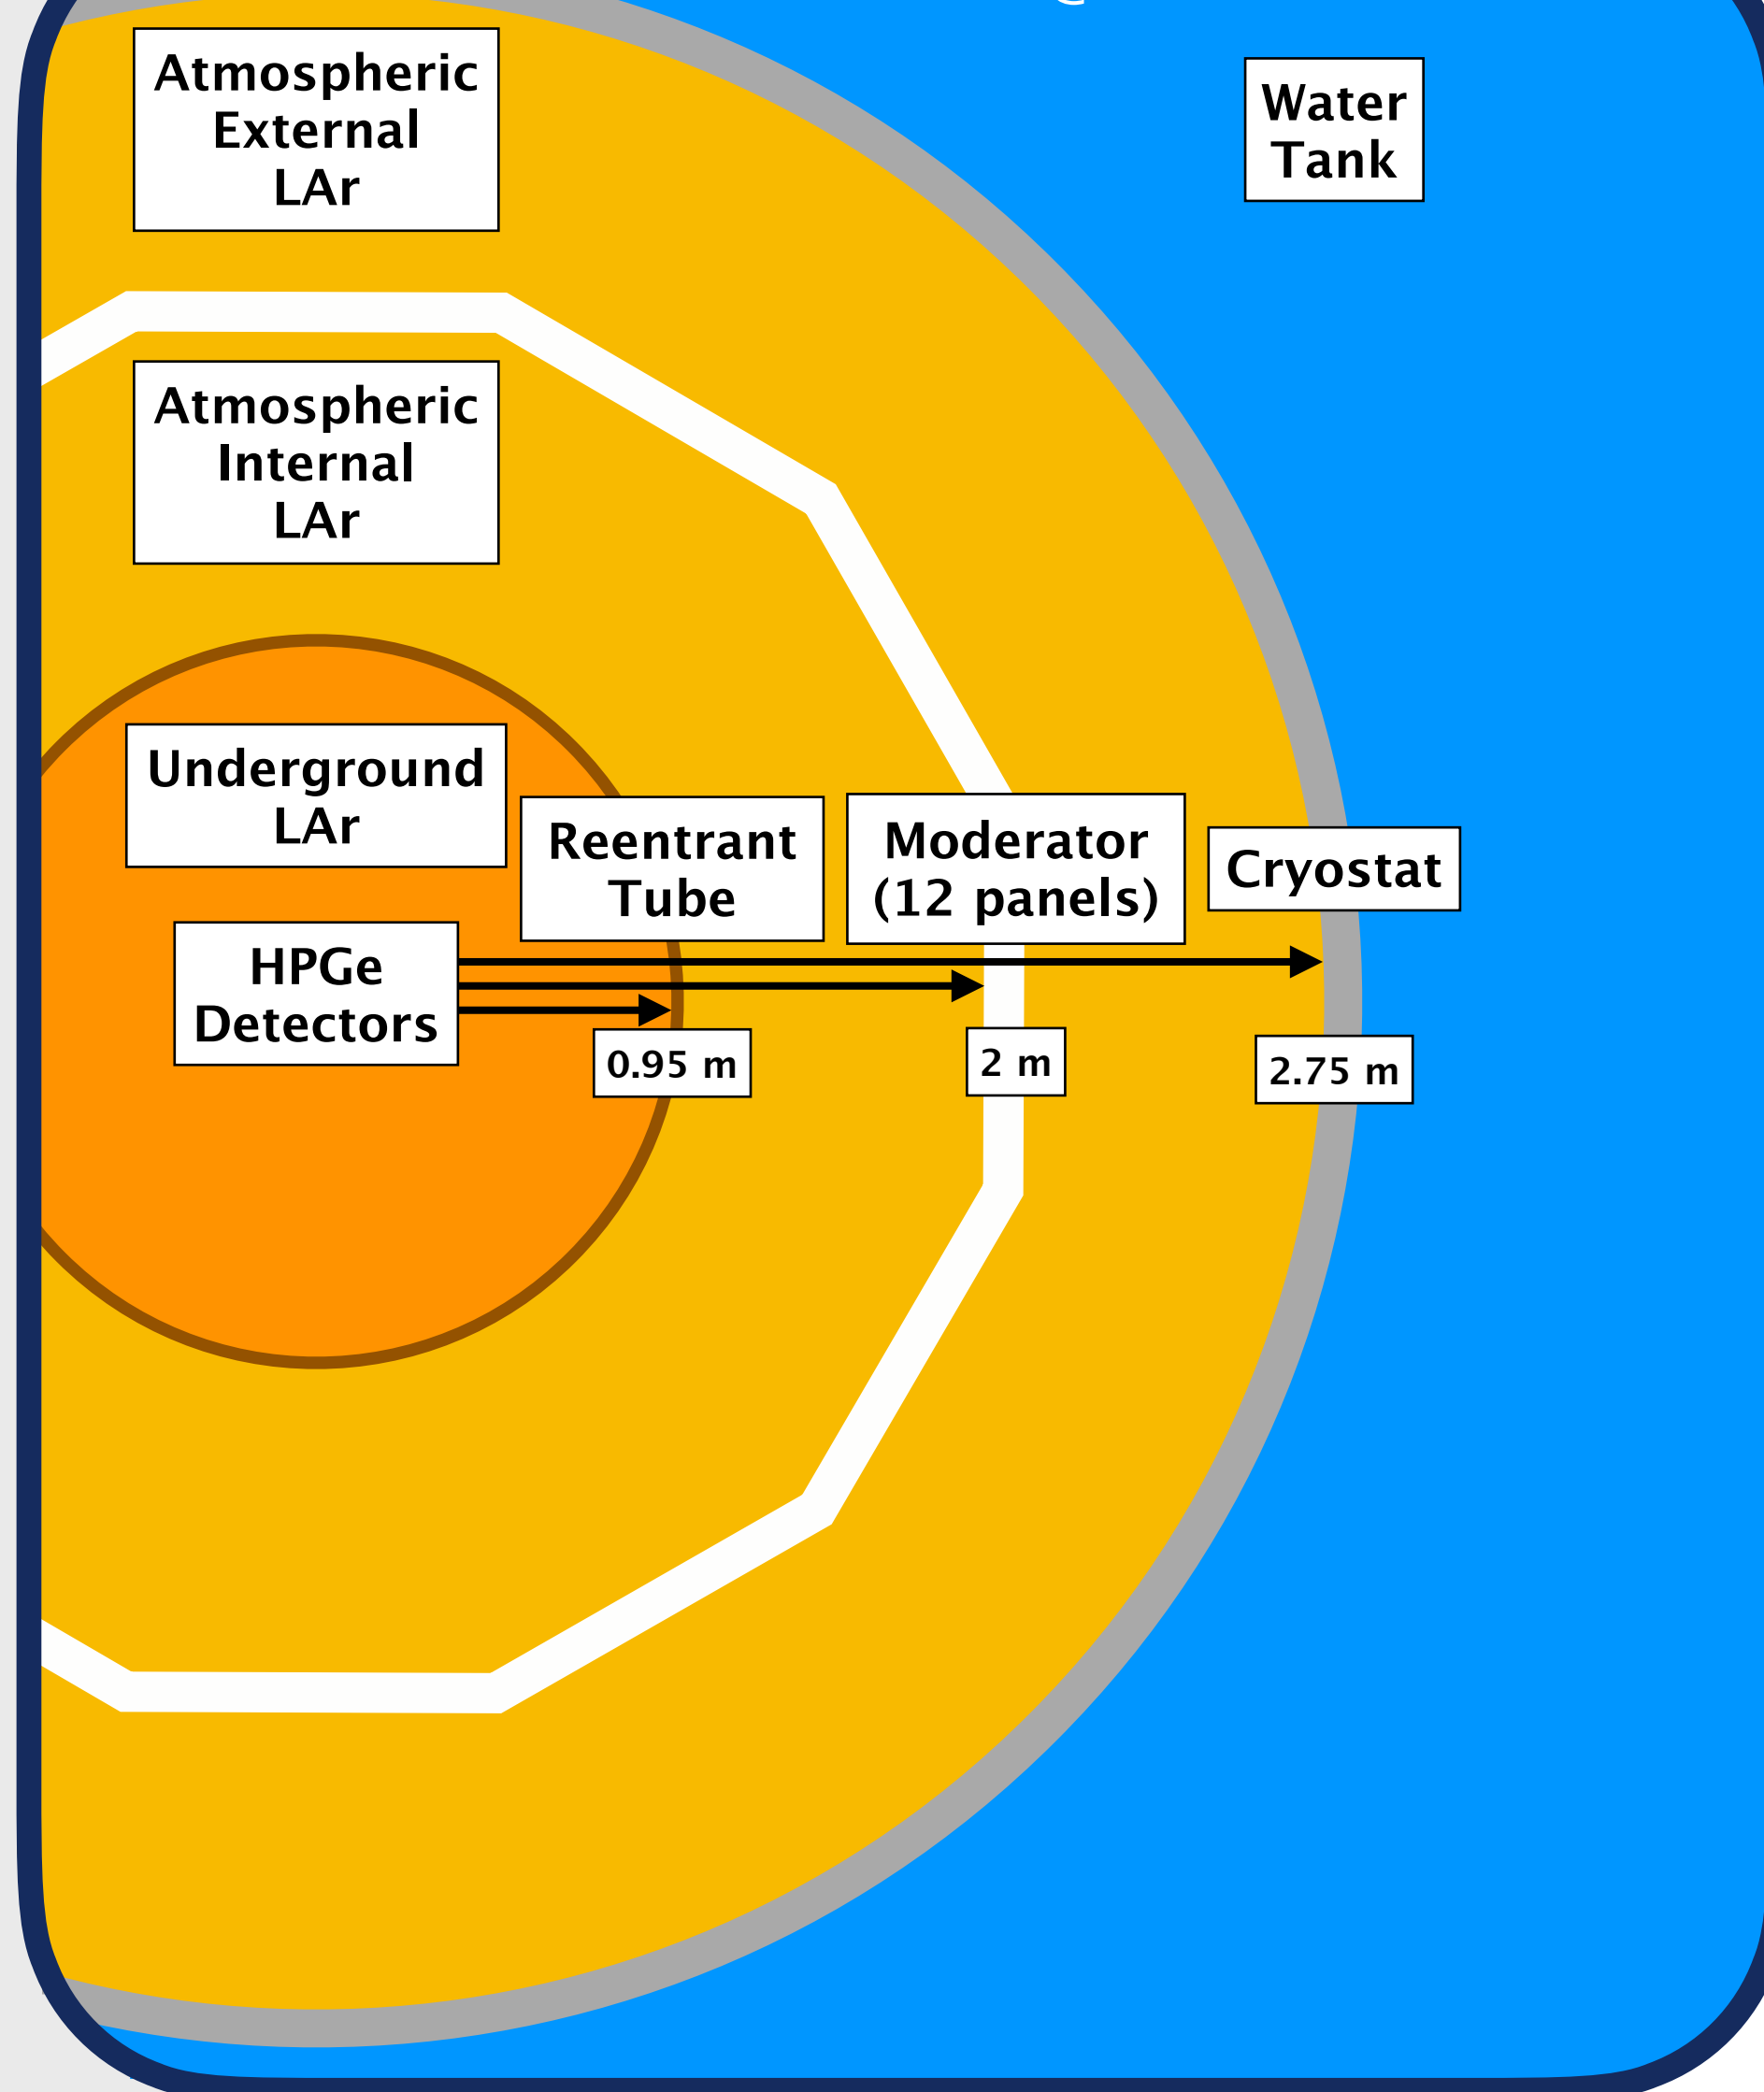 Atmospheric
External
LAr
Water
Tank
Atmospheric
Internal
LAr
Underground
LAr
Reentrant
Tube
Moderator
(12 panels)
Cryostat
HPGe
Detectors
0.95 m
2 m
2.75 m